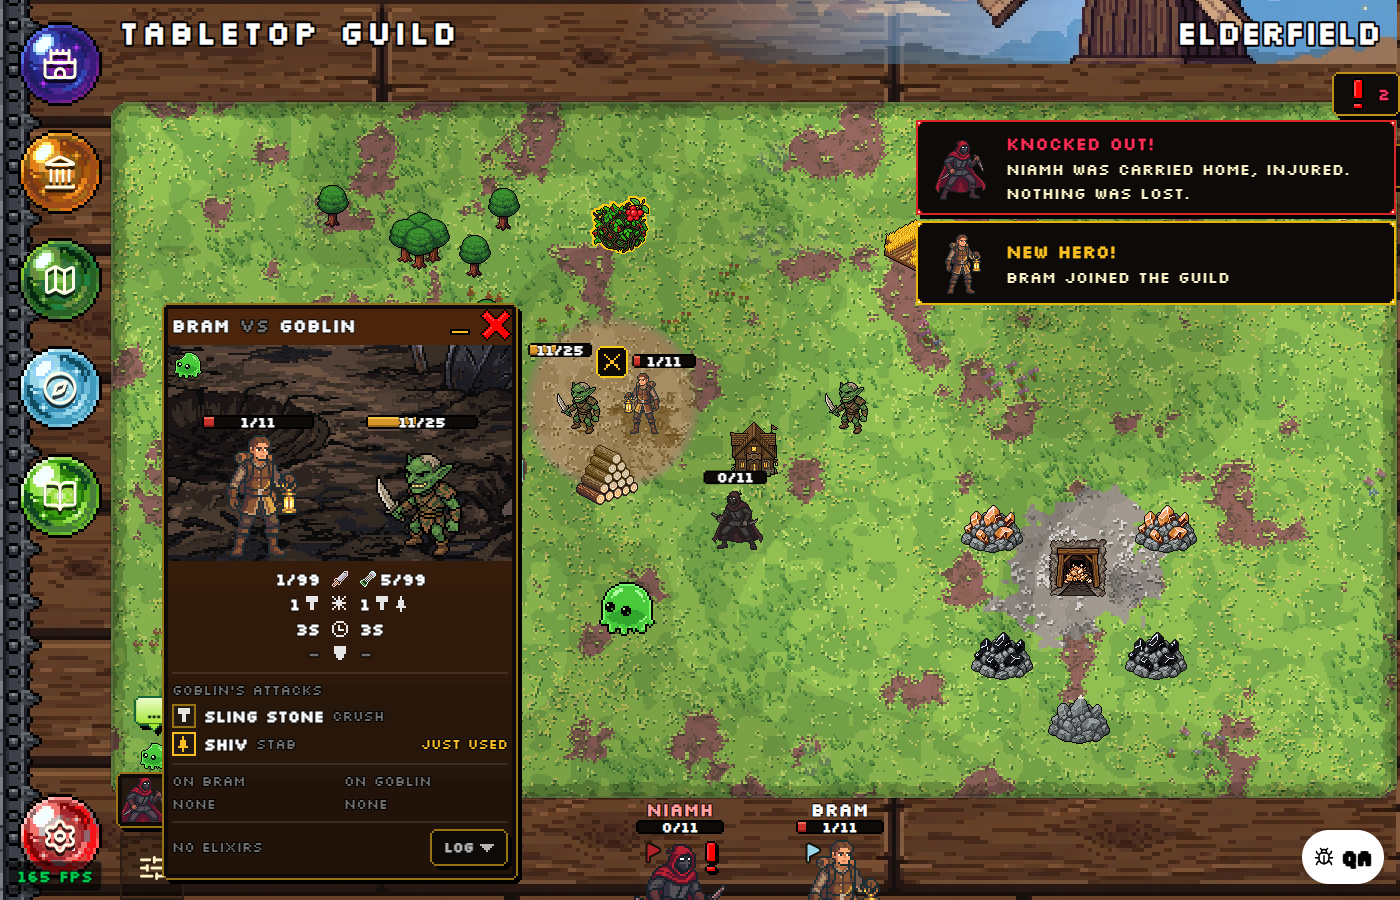 TABLETOP GUILD
ELDERFIELD
2
KNOCKED OUT!
NIAMH WAS CARRIED HOME, INJURED.
NOTHING WAS LOST.
NEW HERO!
BRAM JOINED THE GUILD
BRAM VS GOBLIN
1/11
11/25
1/99
5/99
1
1
3S
3S
–
–
GOBLIN'S ATTACKS
SLING STONE CRUSH
SHIV STAB
JUST USED
ON BRAM
ON GOBLIN
NONE
NONE
NO ELIXIRS
LOG
11/25
1/11
0/11
NIAMH
0/11
BRAM
1/11
165 FPS
QA